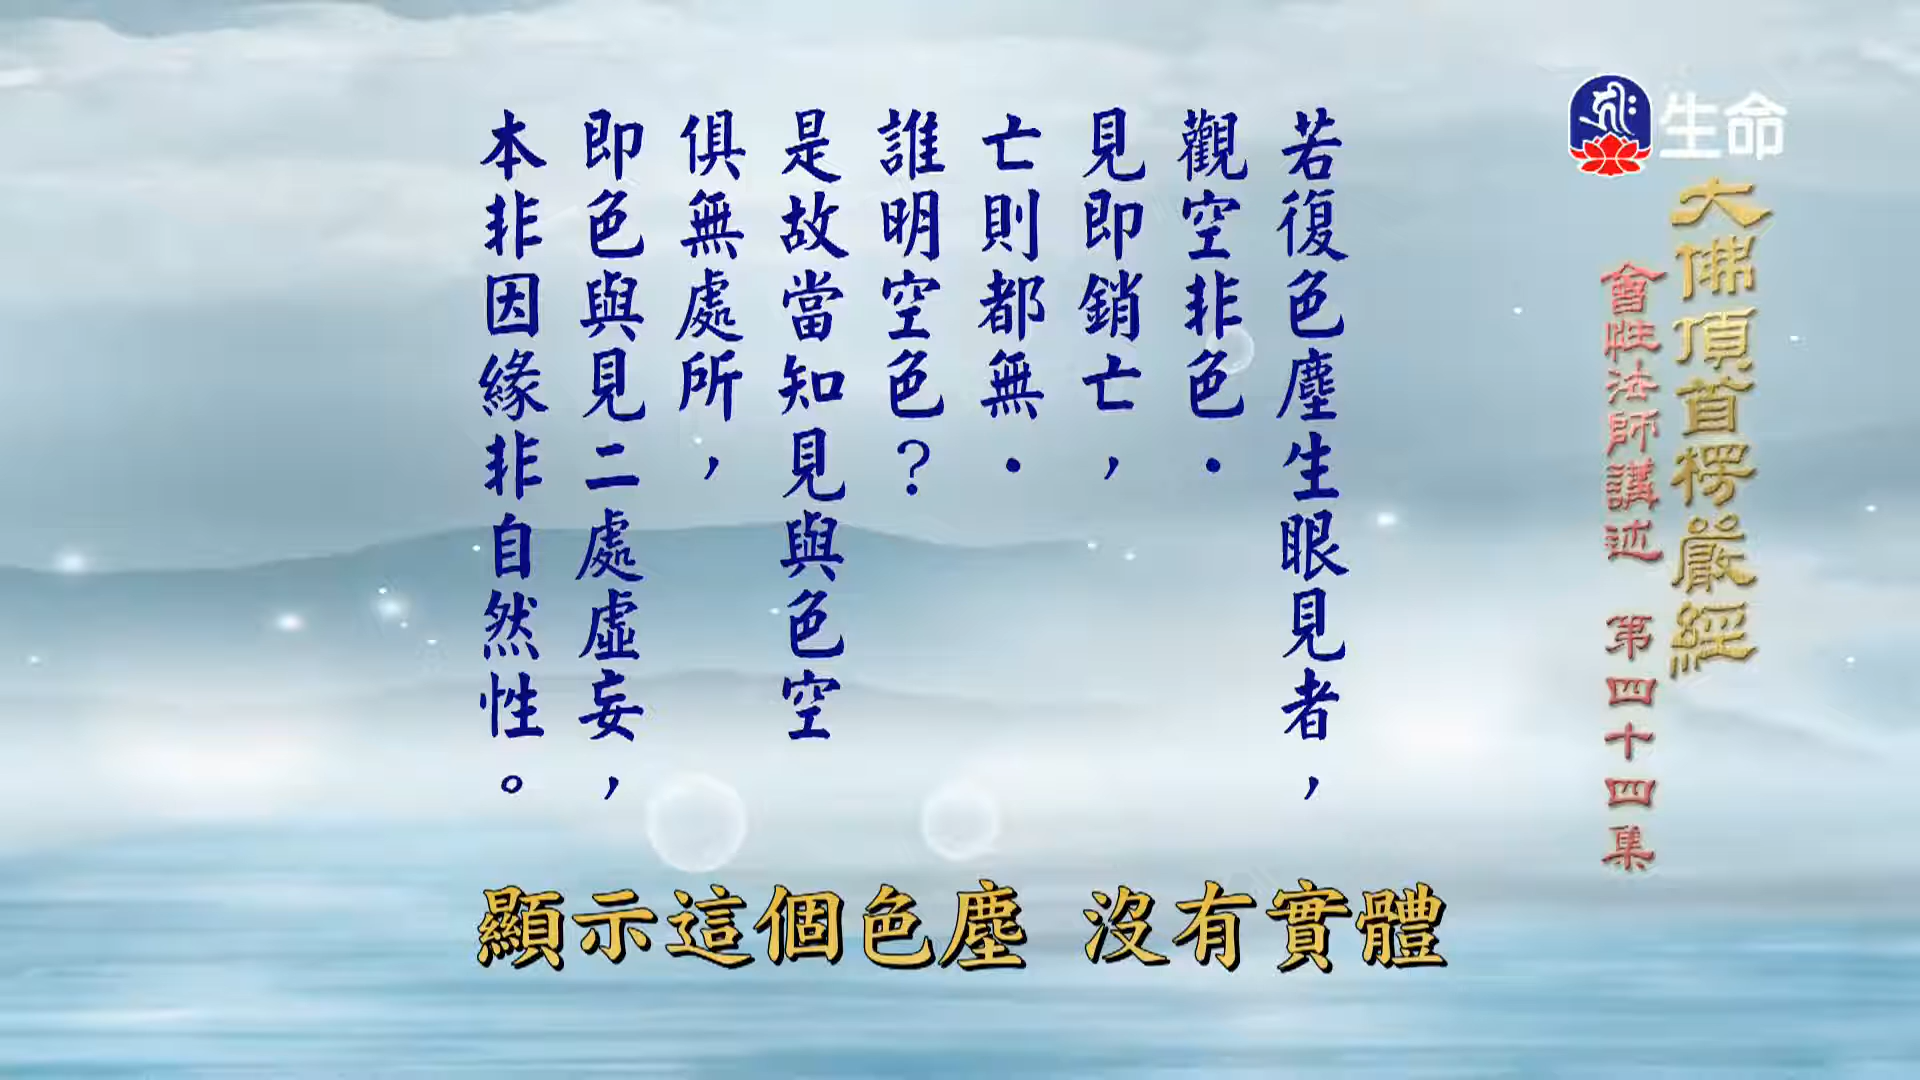 生命
大佛頂首楞嚴經
會性法師講述 第四十四集
若復色塵生眼見者，
觀空非色．
見即銷亡，
亡則都無．
誰明空色？
是故當知見與色空
俱無處所，
即色與見二處虛妄，
本非因緣非自然性。
顯示這個色塵 沒有實體